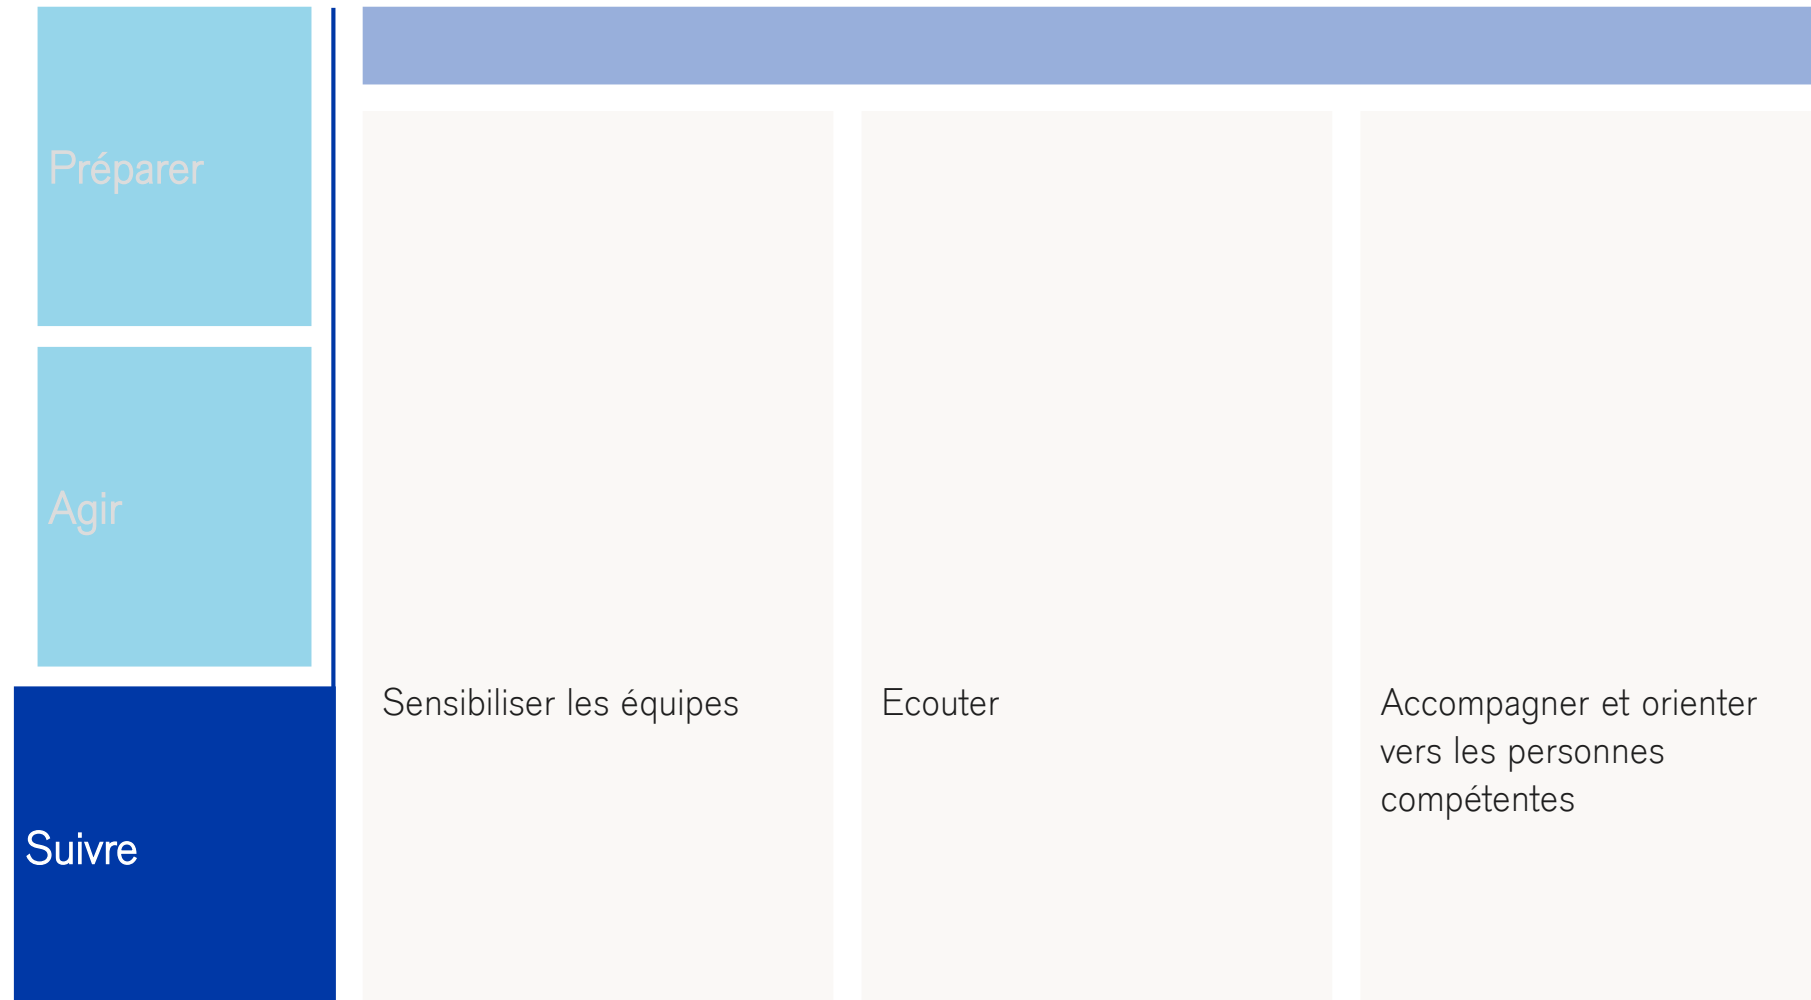 Préparer
Agir
Suivre
Sensibiliser les équipes
Ecouter
Accompagner et orienter
vers les personnes
compétentes